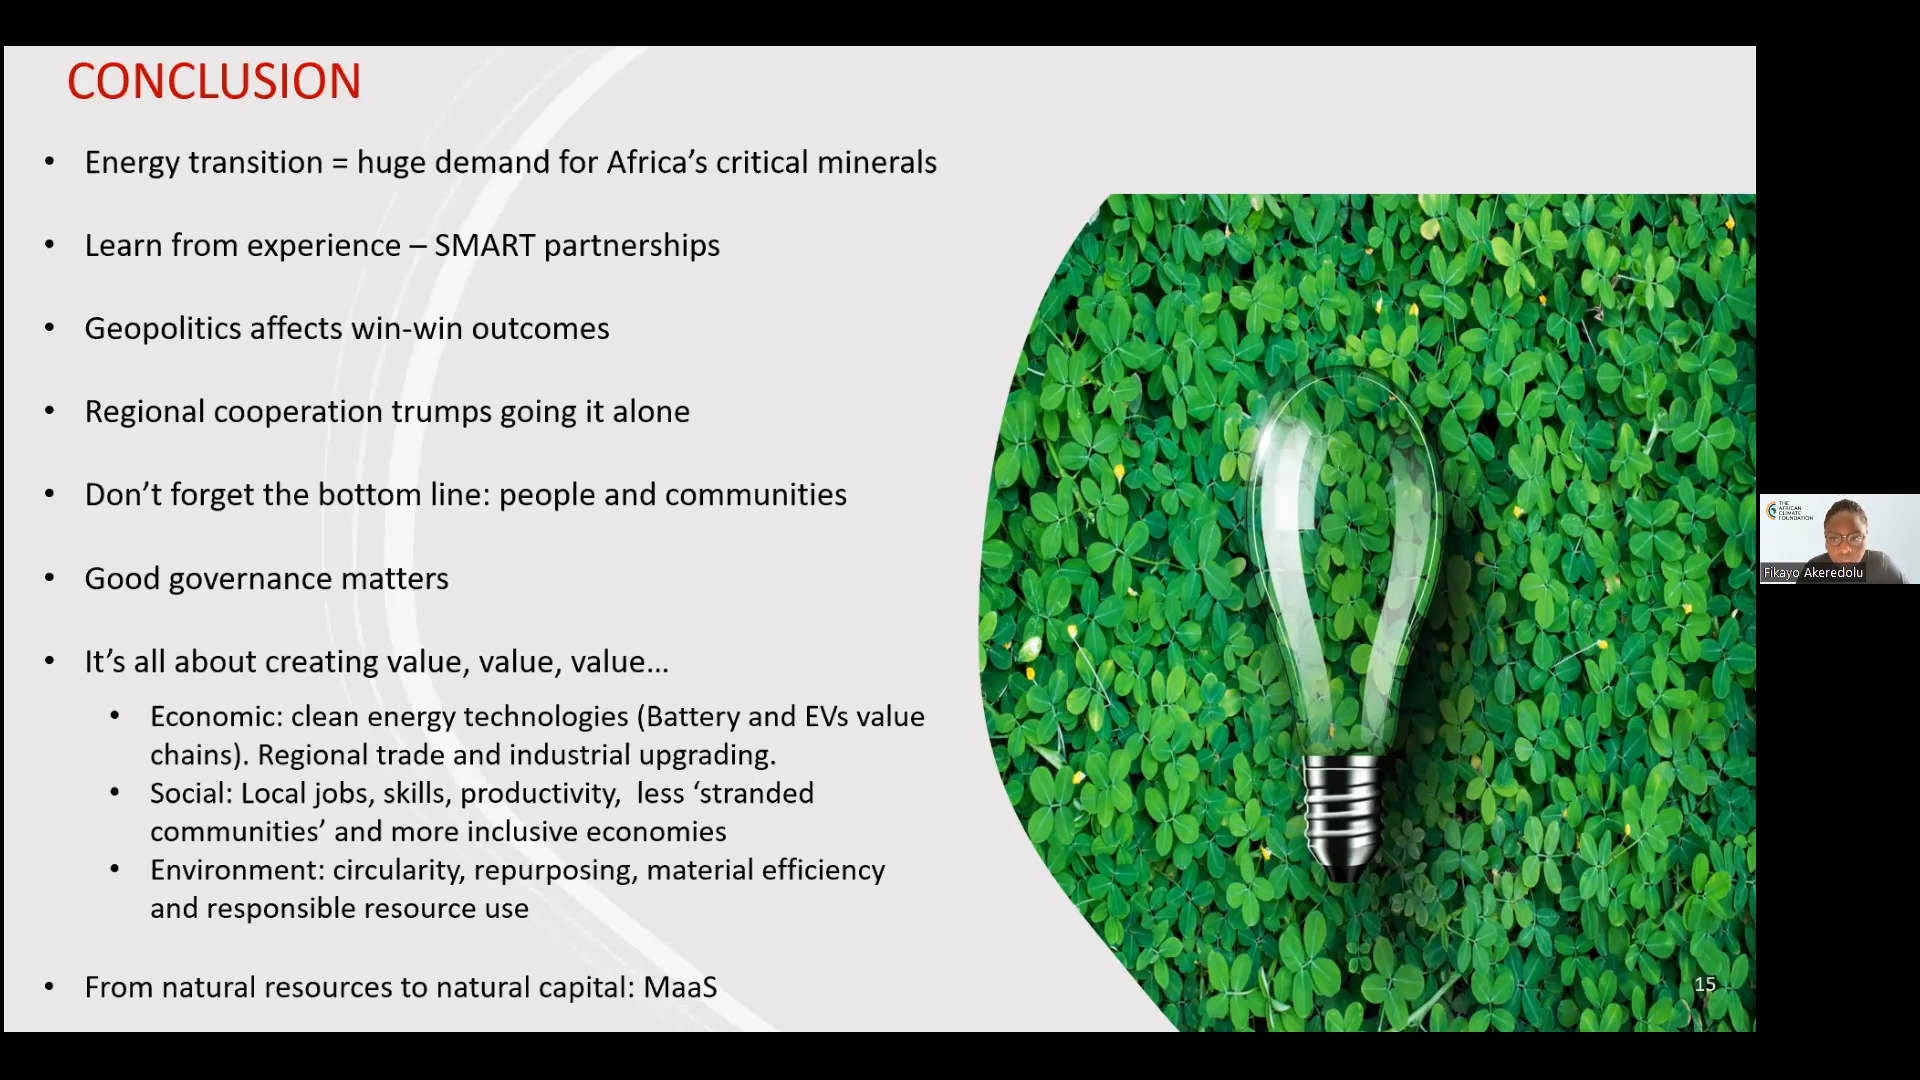 CONCLUSION
• Energy transition = huge demand for Africa’s critical minerals
• Learn from experience – SMART partnerships
• Geopolitics affects win-win outcomes
• Regional cooperation trumps going it alone
• Don’t forget the bottom line: people and communities
• Good governance matters
• It’s all about creating value, value, value…
• Economic: clean energy technologies (Battery and EVs value
chains). Regional trade and industrial upgrading.
• Social: Local jobs, skills, productivity,  less ‘stranded
communities’ and more inclusive economies
• Environment: circularity, repurposing, material efficiency
and responsible resource use
• From natural resources to natural capital: MaaS
15
THE
AFRICAN
CLIMATE
FOUNDATION
Fikayo Akeredolu